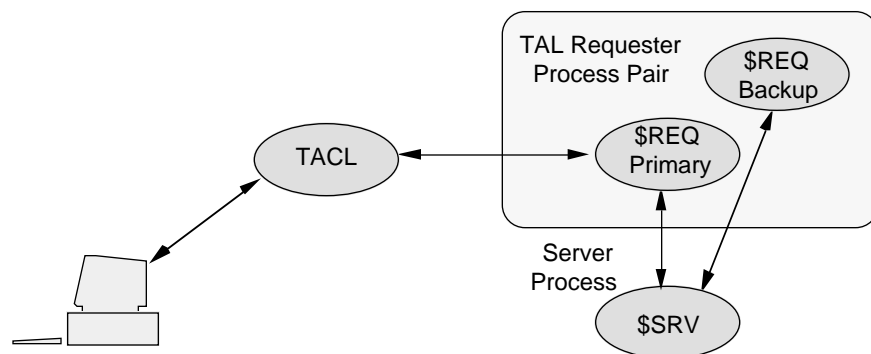 TAL Requester
Process Pair
$REQ
Backup
TACL
$REQ
Primary
Server
Process
$SRV